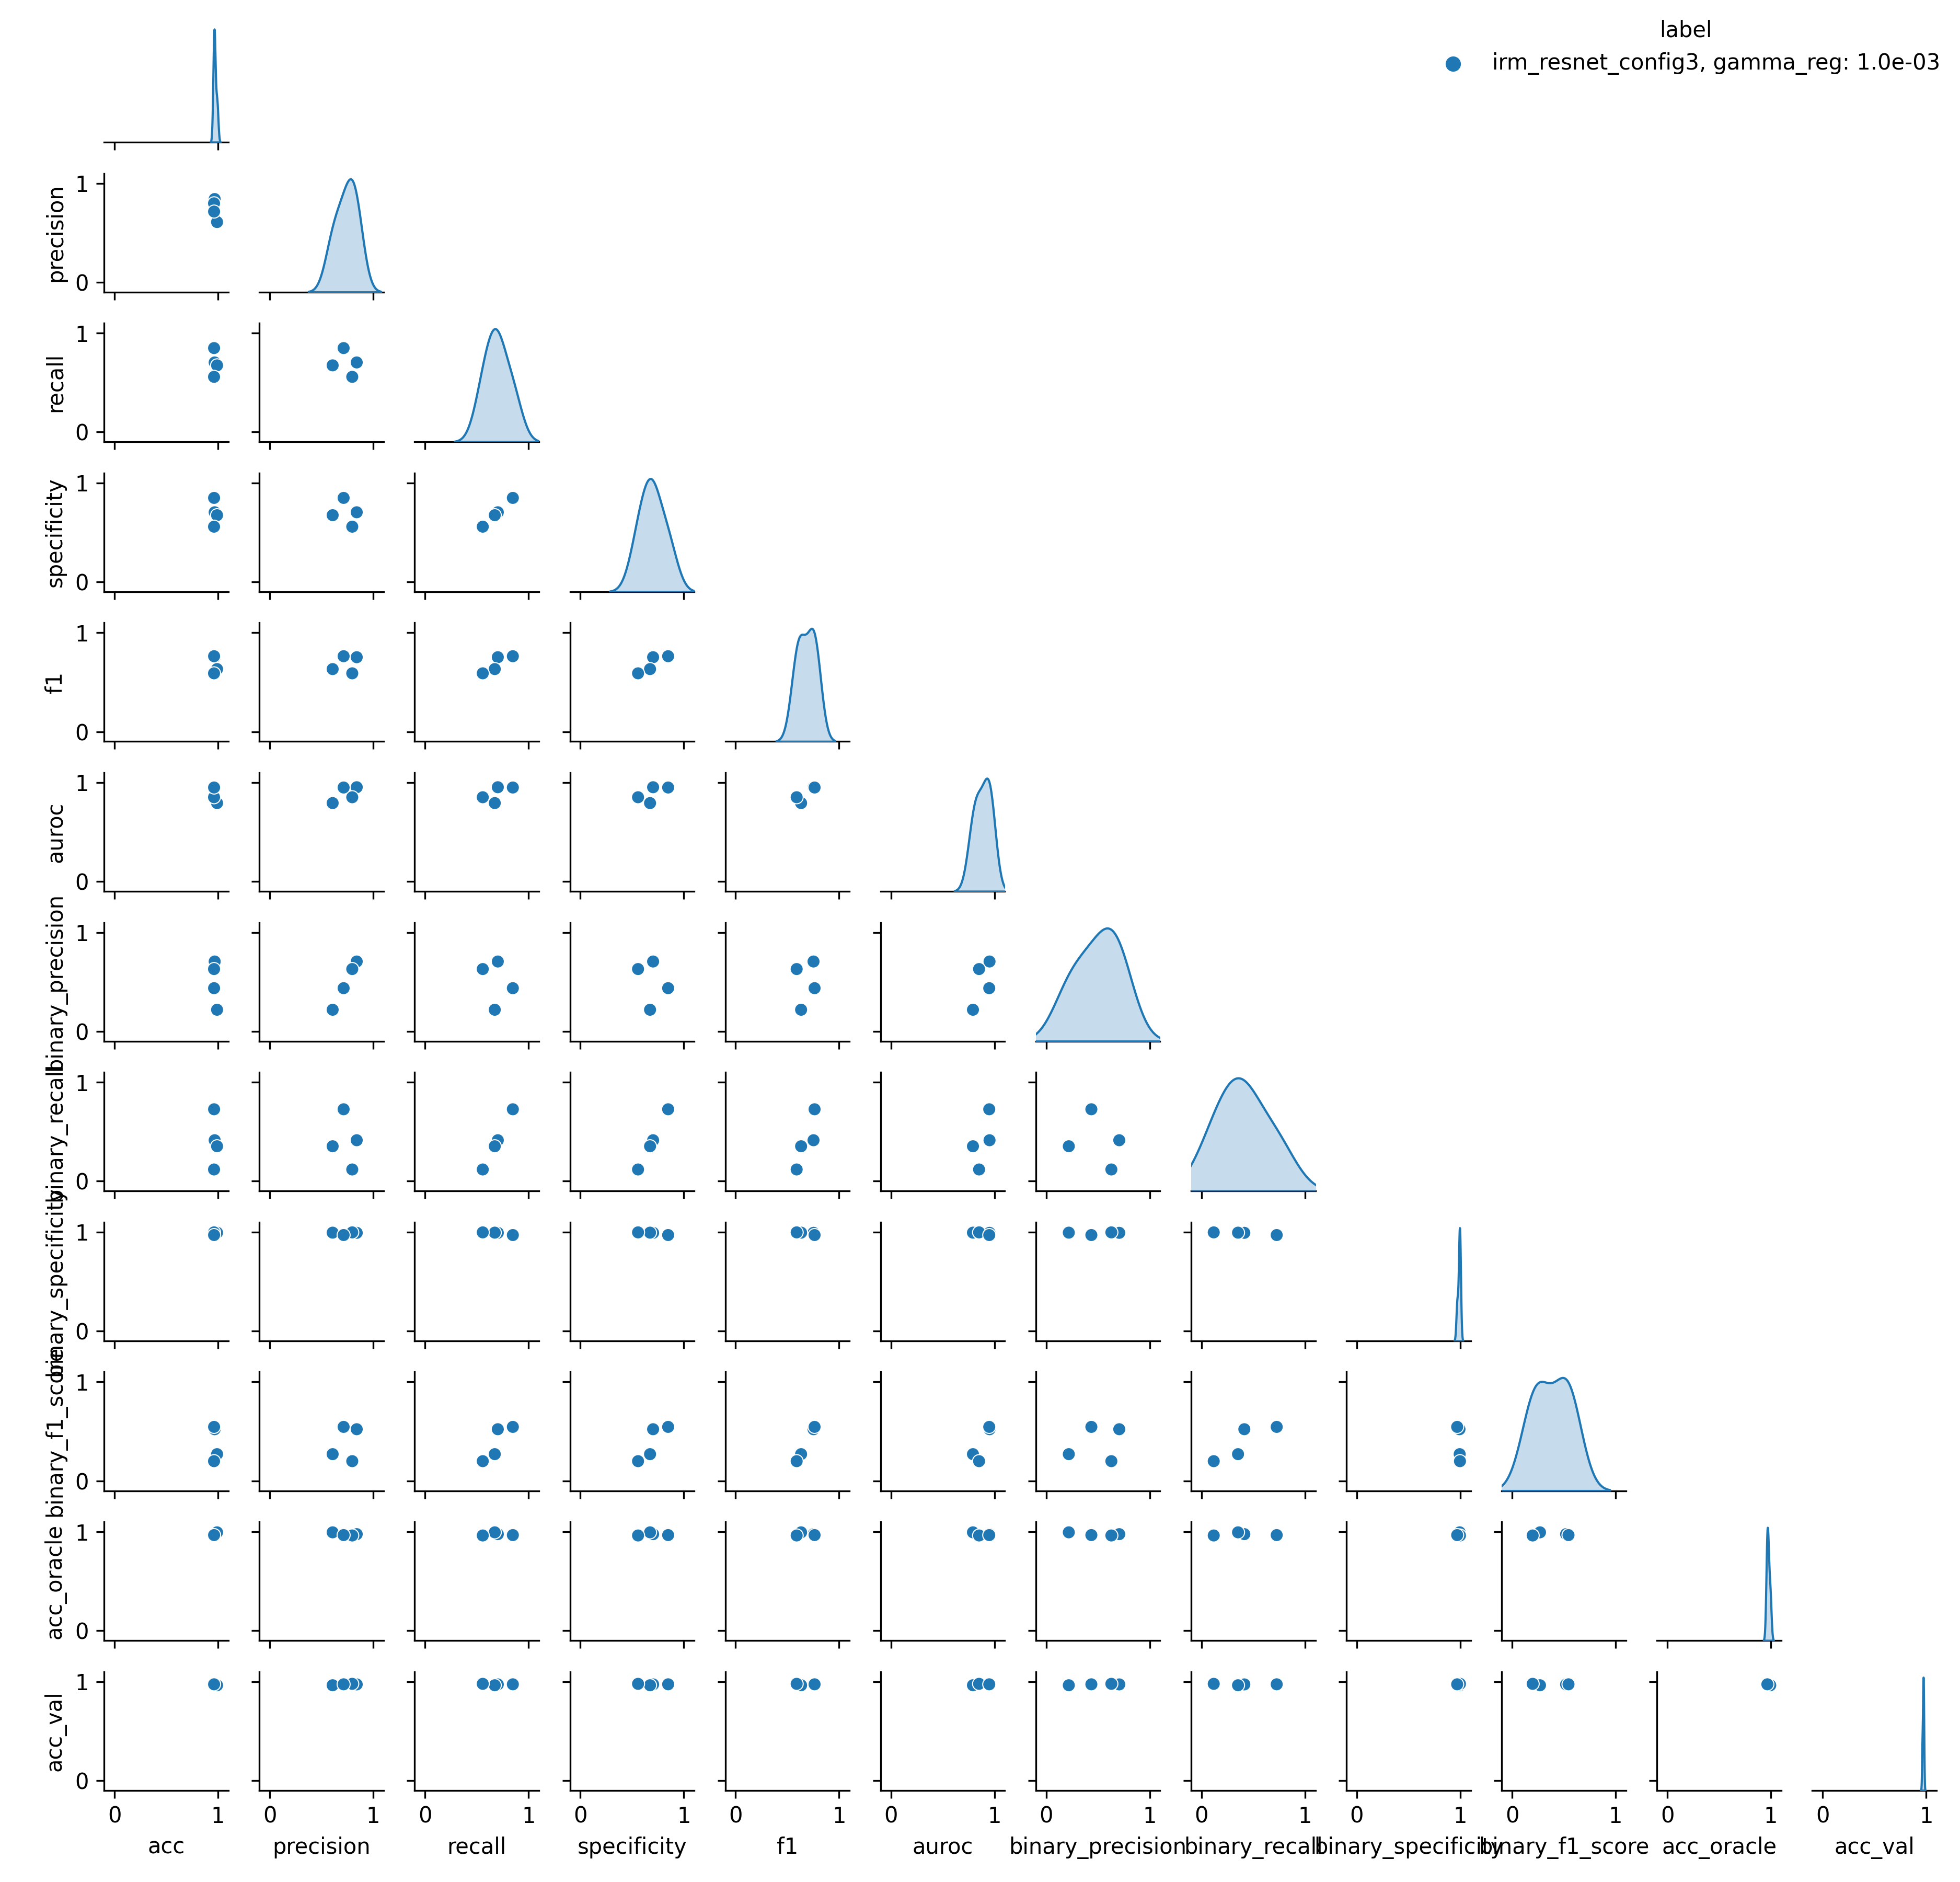 label
irm_resnet_config3, gamma_reg: 1.0e-03
1
precision
0
1
recall
0
1
specificity
0
1
f1
0
1
auroc
0
1
binary_precision
0
1
binary_recall
0
1
binary_specificity
0
1
binary_f1_score
0
1
acc_oracle
0
1
acc_val
0
0 1 0 1 0 1 0 1 0 1 0 1 0 1 0 1 0 1 0 1 0 1 0 1
acc precision recall specificity f1 auroc binary_precision binary_recall binary_specificity binary_f1_score acc_oracle acc_val